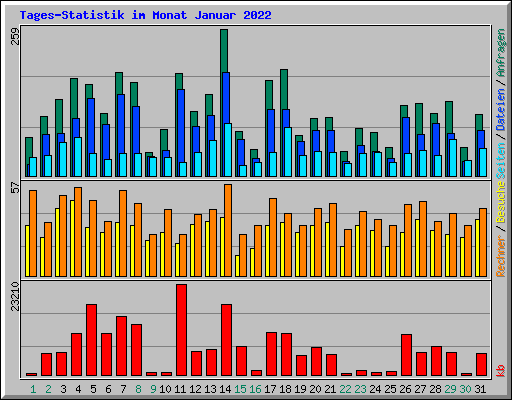 Tages-Statistik im Monat Januar 2022
259
57
23210
Rechner / Besuche Seiten / Dateien / Anfragen
kb
1 2 3 4 5 6 7 8 9 10 11 12 13 14 15 16 17 18 19 20 21 22 23 24 25 26 27 28 29 30 31